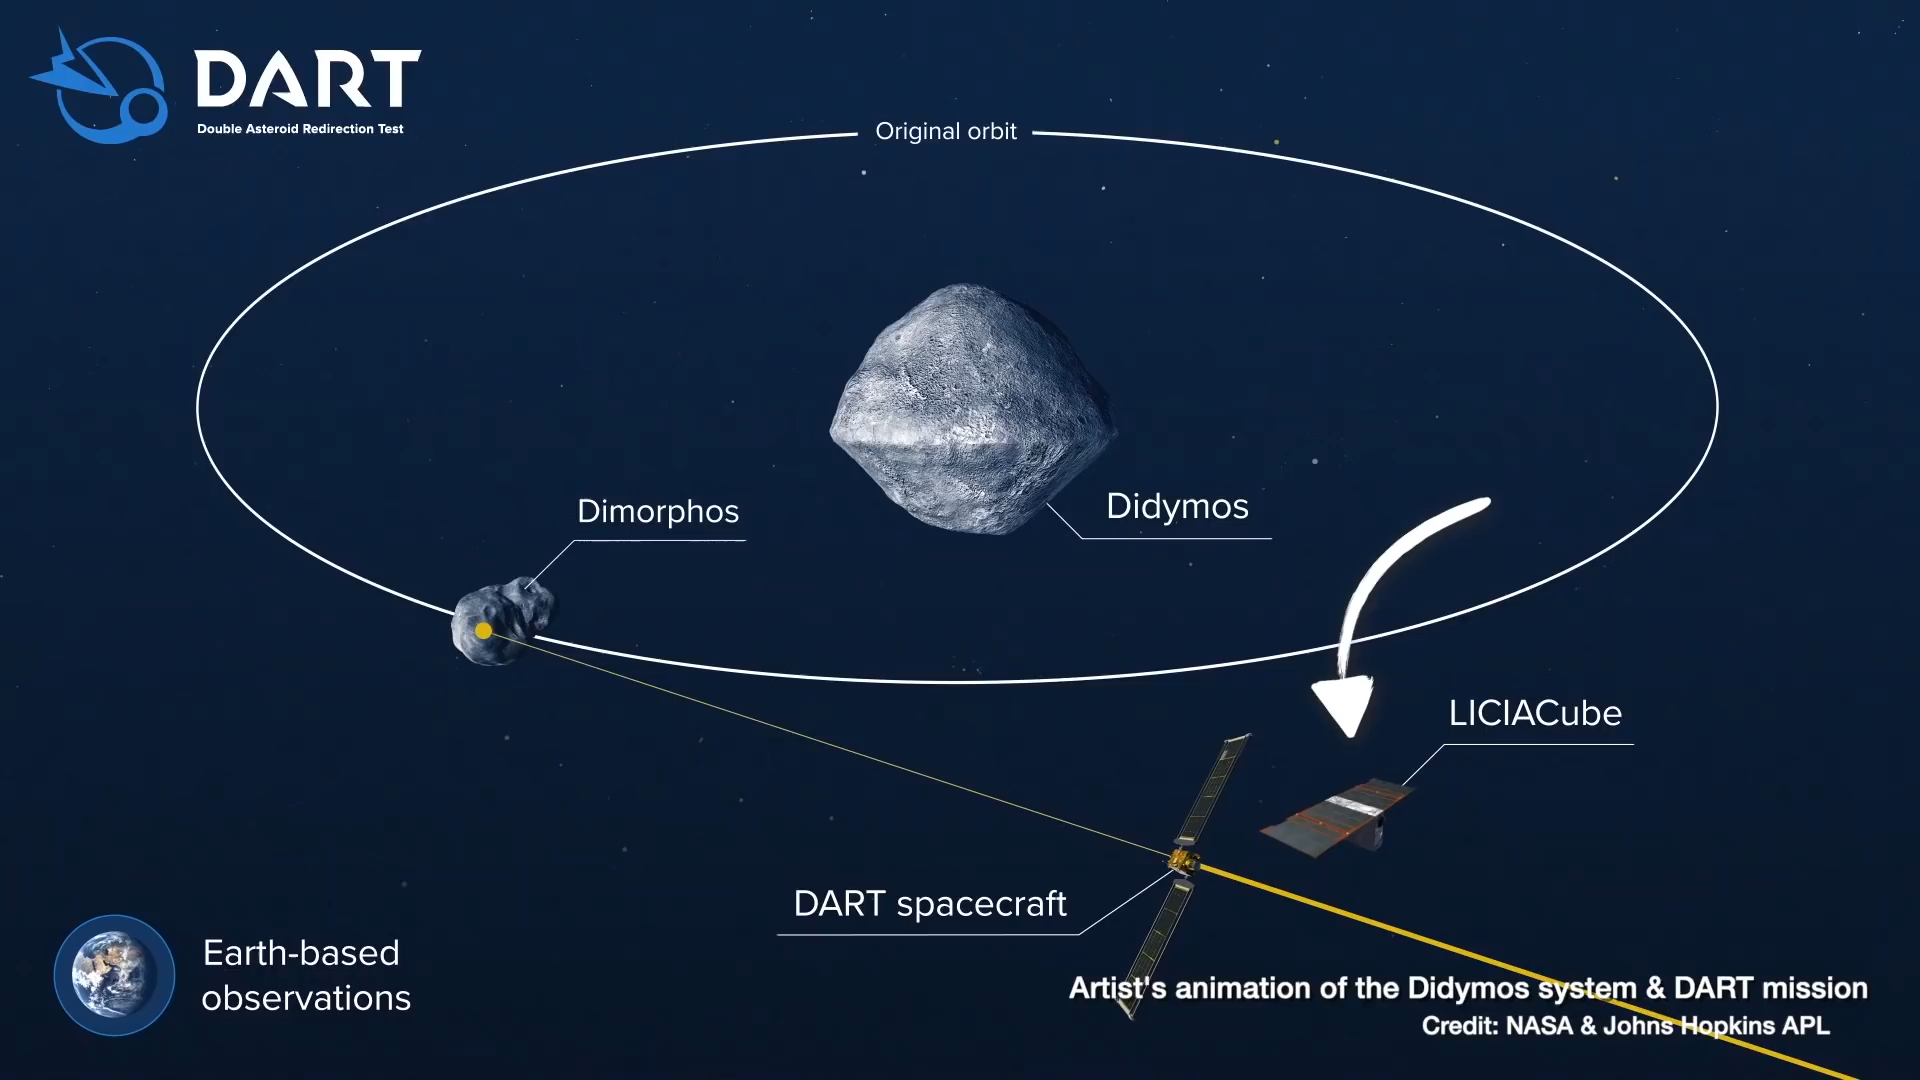 DART
Double Asteroid Redirection Test
Original orbit
Dimorphos
Didymos
LICIACube
DART spacecraft
Earth-based
observations
Artist's animation of the Didymos system & DART mission
Credit: NASA & Johns Hopkins APL